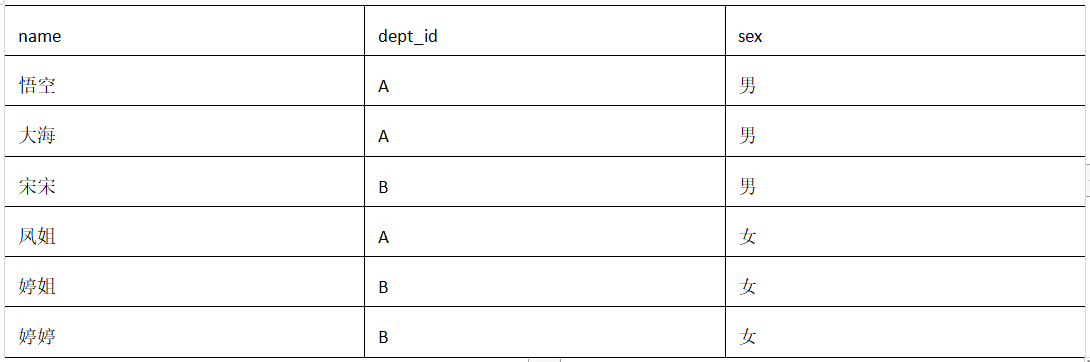 name dept_id sex
悟空 A 男
大海 A 男
宋宋 B 男
凤姐 A 女
婷姐 B 女
婷婷 B 女